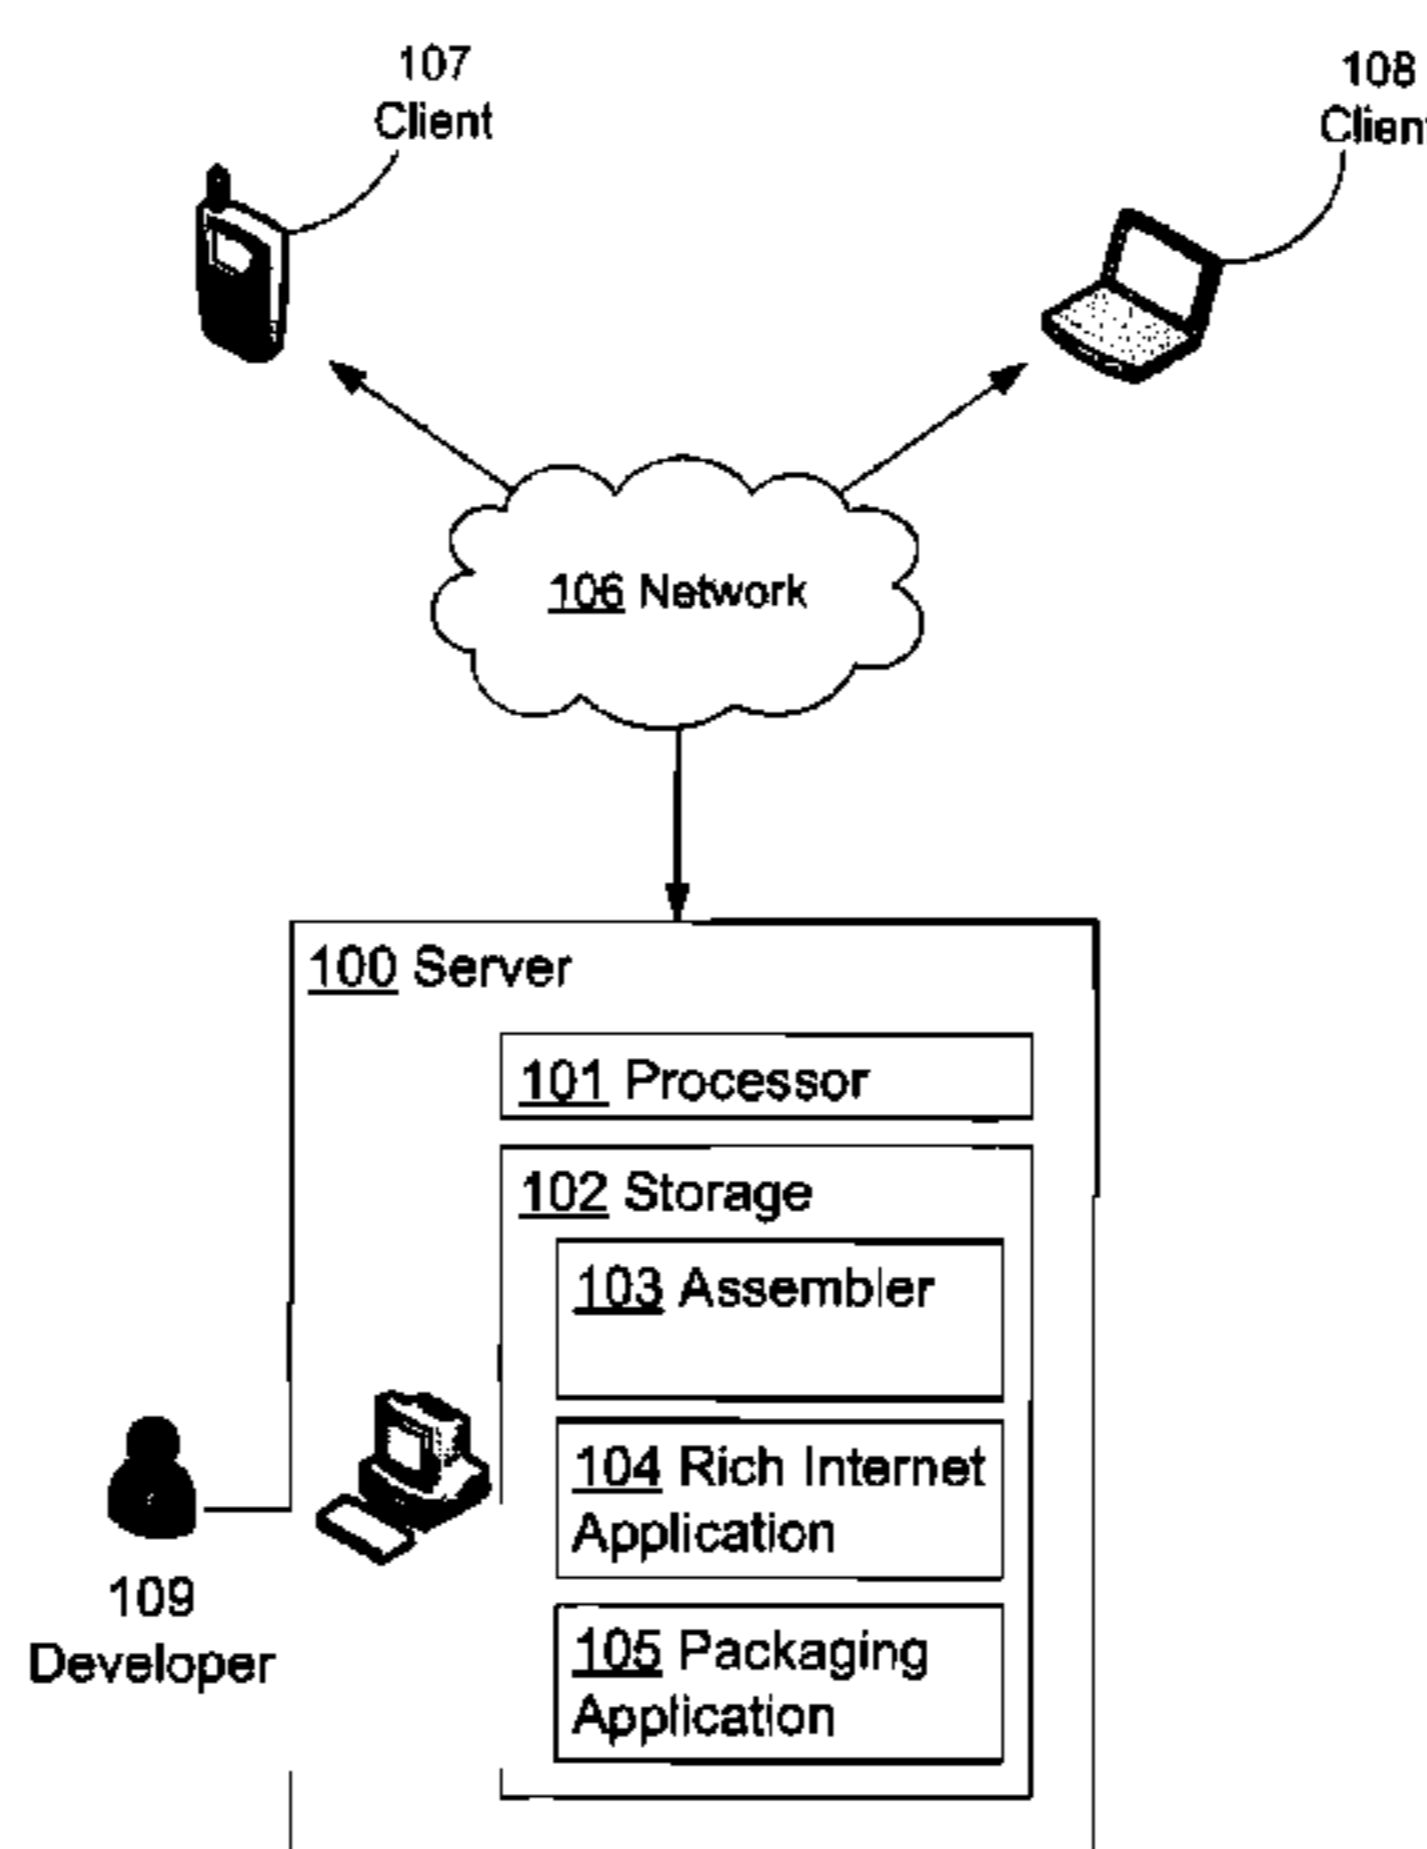 107
Client
108
Client
106 Network
100 Server
101 Processor
102 Storage
103 Assembler
104 Rich Internet
Application
105 Packaging
Application
109
Developer